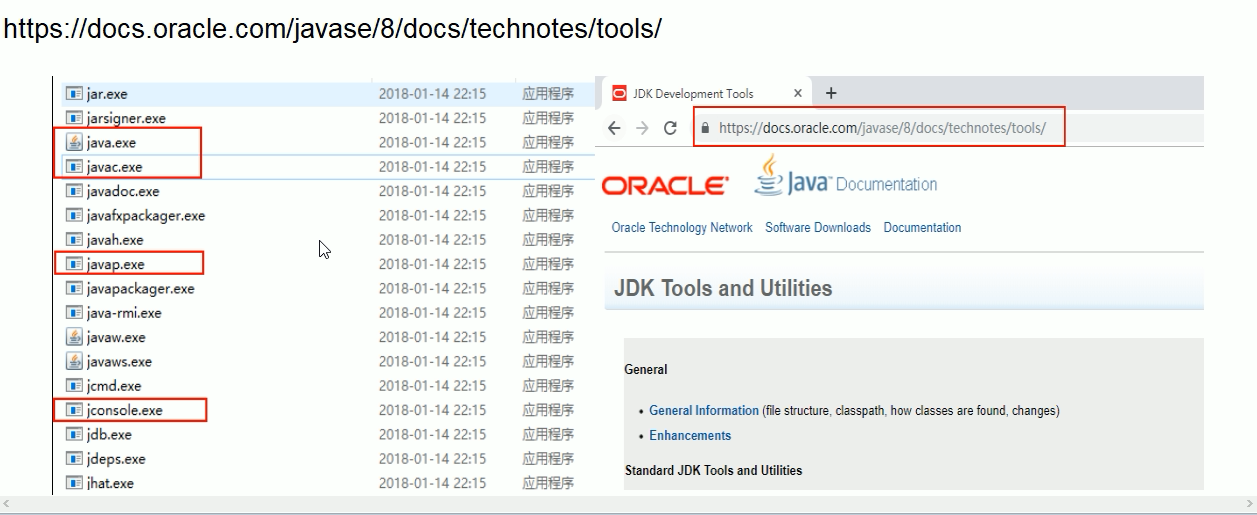 https://docs.oracle.com/javase/8/docs/technotes/tools/
jar.exe 2018-01-14 22:15 应用程序
jarsigner.exe 2018-01-14 22:15 应用程序
java.exe 2018-01-14 22:15 应用程序
javac.exe 2018-01-14 22:15 应用程序
javadoc.exe 2018-01-14 22:15 应用程序
javafxpackager.exe 2018-01-14 22:15 应用程序
javah.exe 2018-01-14 22:15 应用程序
javap.exe 2018-01-14 22:15 应用程序
javapackager.exe 2018-01-14 22:15 应用程序
java-rmi.exe 2018-01-14 22:15 应用程序
javaw.exe 2018-01-14 22:15 应用程序
javaws.exe 2018-01-14 22:15 应用程序
jcmd.exe 2018-01-14 22:15 应用程序
jconsole.exe 2018-01-14 22:15 应用程序
jdb.exe 2018-01-14 22:15 应用程序
jdeps.exe 2018-01-14 22:15 应用程序
jhat.exe 2018-01-14 22:15 应用程序
JDK Development Tools
https://docs.oracle.com/javase/8/docs/technotes/tools/
ORACLE Java Documentation
Oracle Technology Network Software Downloads Documentation
JDK Tools and Utilities
General
• General Information (file structure, classpath, how classes are found, changes)
• Enhancements
Standard JDK Tools and Utilities